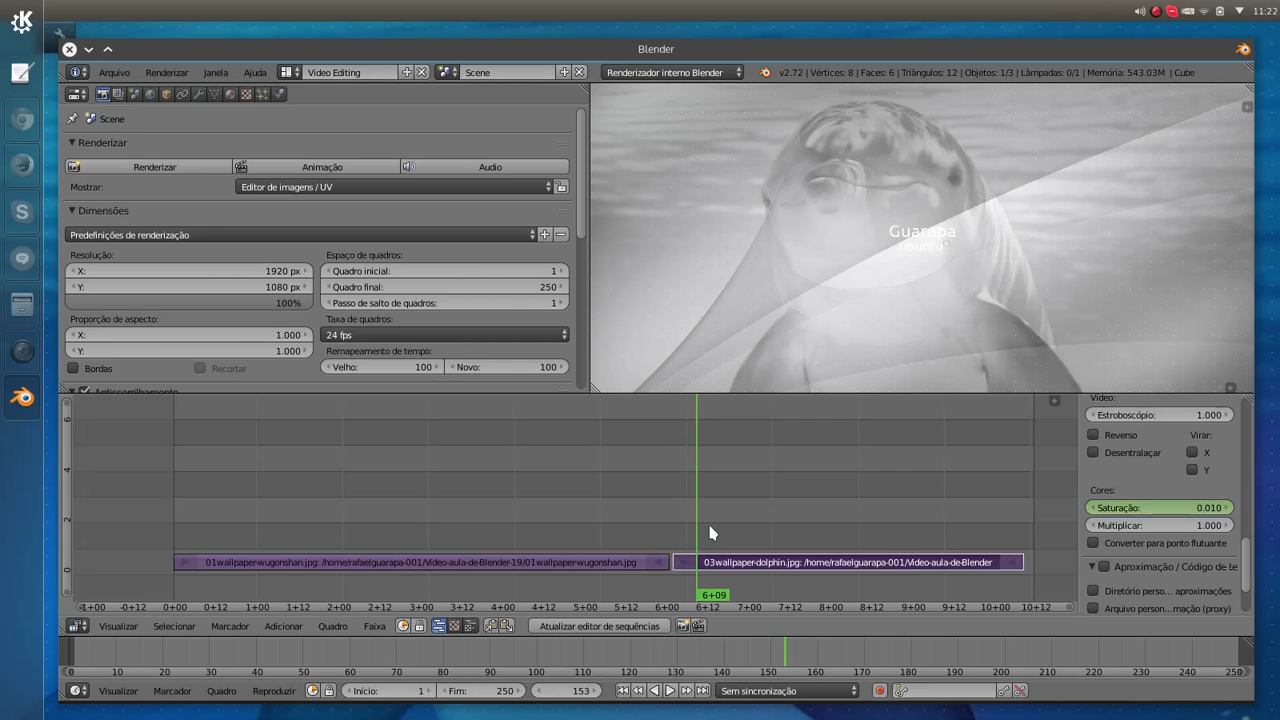 11:22
Blender
Arquivo Renderizar Janela Ajuda Video Editing Scene Renderizador interno Blender v2.72 | Vértices: 8 | Faces: 6 | Triângulos: 12 | Objetos: 1/3 | Lâmpadas: 0/1 | Memória: 543.03M | Cube
Scene
Renderizar
Renderizar Animação Audio
Mostrar: Editor de imagens / UV
Dimensões
Predefinições de renderização
Resolução: Espaço de quadros:
X: 1920 px Quadro inicial: 1
Y: 1080 px Quadro final: 250
100% Passo de salto de quadros: 1
Proporção de aspecto: Taxa de quadros:
X: 1.000 24 fps
Y: 1.000 Remapeamento de tempo:
Bordas Recortar Velho: 100 Novo: 100
Antisserrilhamento
Guarapa
ubuntu
Vídeo:
Estroboscópio: 1.000
Reverso Virar:
Desentralaçar X
Y
Cores:
Saturação: 0.010
Multiplicar: 1.000
Converter para ponto flutuante
Aproximação / Código de te
Diretório perso... aproximações
Arquivo person...mação (proxy)
6
4
2
0
01wallpaper-wugonshan.jpg: /home/rafaelguarapa-001/Video-aula-de-Blender-19/01wallpaper-wugonshan.jpg 03wallpaper-dolphin.jpg: /home/rafaelguarapa-001/Video-aula-de-Blender
6+09
-1+00 -0+12 0+00 0+12 1+00 1+12 2+00 2+12 3+00 3+12 4+00 4+12 5+00 5+12 6+00 6+12 7+00 7+12 8+00 8+12 9+00 9+12 10+00 10+12
Visualizar Selecionar Marcador Adicionar Quadro Faixa Atualizar editor de sequências
0 10 20 30 40 50 60 70 80 90 100 110 120 130 140 150 160 170 180 190 200 210 220 230 240 250
Visualizar Marcador Quadro Reproduzir Início: 1 Fim: 250 153 Sem sincronização